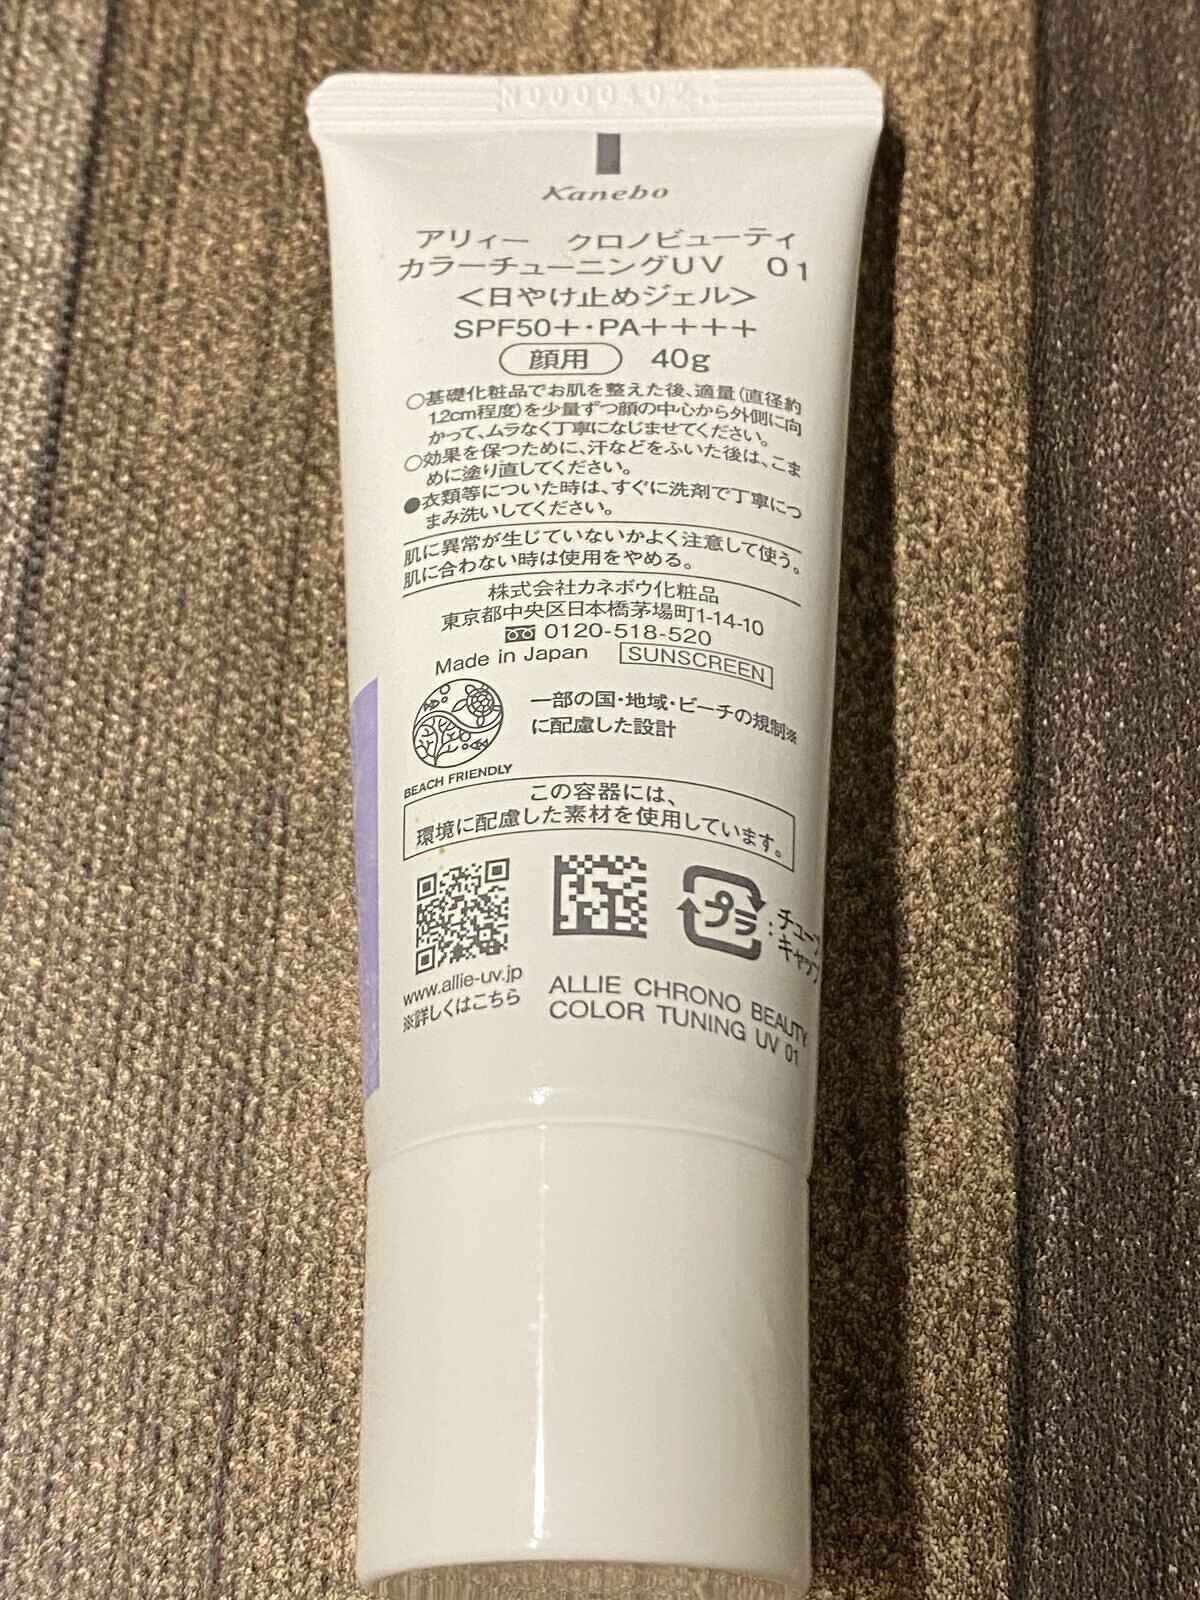 N0000402.
Kanebo
アリィー クロノビューティ
カラーチューニングUV 01
<日やけ止めジェル>
SPF50+・PA++++
顔用 40g
○基礎化粧品でお肌を整えた後、適量(直径約
1.2cm程度)を少量ずつ顔の中心から外側に向
かって、ムラなく丁寧になじませてください。
○効果を保つために、汗などをふいた後は、こま
めに塗り直してください。
●衣類等についた時は、すぐに洗剤で丁寧につ
まみ洗いしてください。
肌に異常が生じていないかよく注意して使う。
肌に合わない時は使用をやめる。
株式会社カネボウ化粧品
東京都中央区日本橋茅場町1-14-10
0120-518-520
Made in Japan SUNSCREEN
一部の国・地域・ビーチの規制※
に配慮した設計
BEACH FRIENDLY
この容器には、
環境に配慮した素材を使用しています。
プラ : チューブ
キャップ
www.allie-uv.jp
※詳しくはこちら
ALLIE CHRONO BEAUTY
COLOR TUNING UV 01